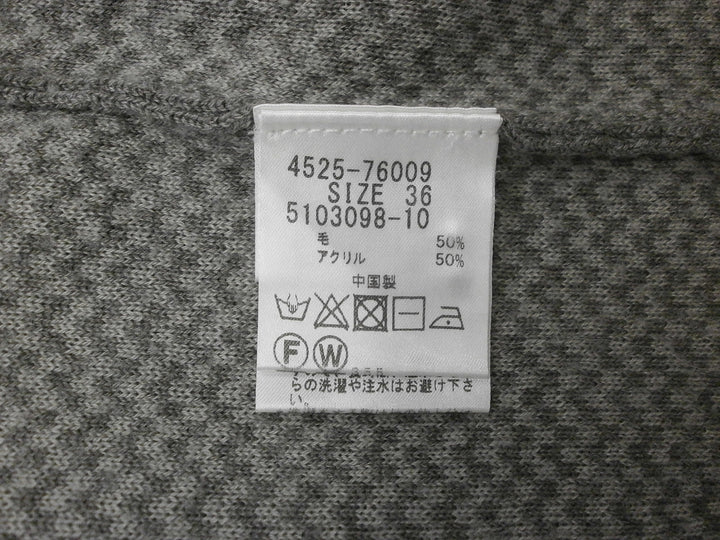 4525-76009
SIZE 36
5103098-10
毛 50%
アクリル 50%
中国製
F W
らの洗濯や注水はお避け下さ
い。